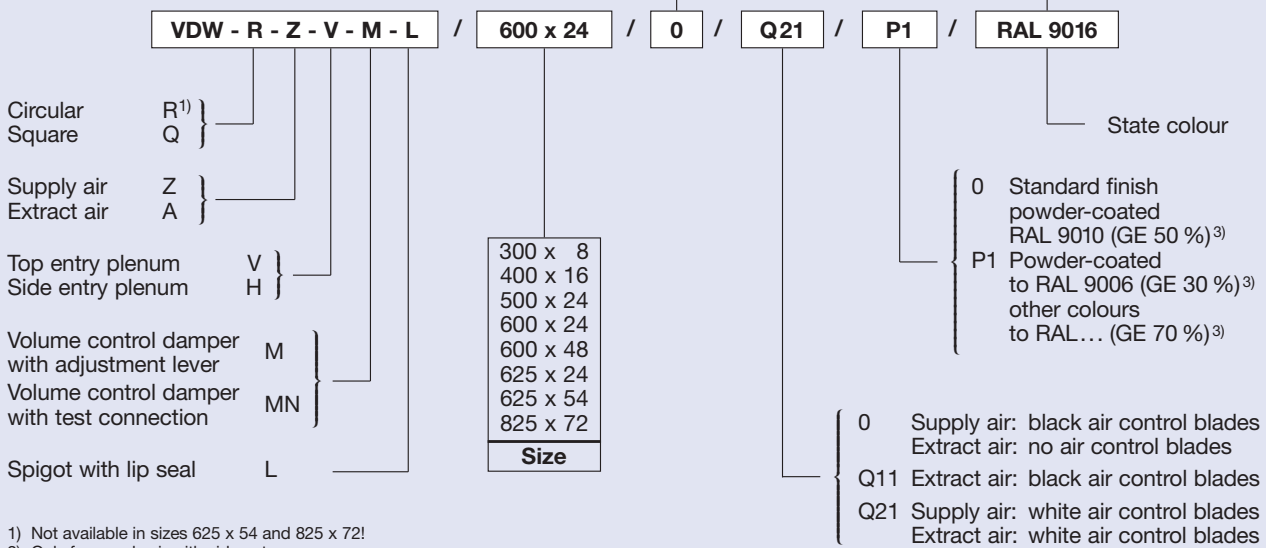 VDW - R - Z - V - M - L / 600 x 24 / 0 / Q21 / P1 / RAL 9016
Circular R1)
Square Q
State colour
Supply air Z
Extract air A
0 Standard finish
powder-coated
RAL 9010 (GE 50 %)3)
P1 Powder-coated
to RAL 9006 (GE 30 %)3)
other colours
to RAL... (GE 70 %)3)
Top entry plenum V
Side entry plenum H
300 x 8
400 x 16
500 x 24
600 x 24
600 x 48
625 x 24
625 x 54
825 x 72
Size
Volume control damper
with adjustment lever M
Volume control damper
with test connection MN
Spigot with lip seal L
0 Supply air: black air control blades
Extract air: no air control blades
Q11 Extract air: black air control blades
Q21 Supply air: white air control blades
Extract air: white air control blades
1) Not available in sizes 625 x 54 and 825 x 72!